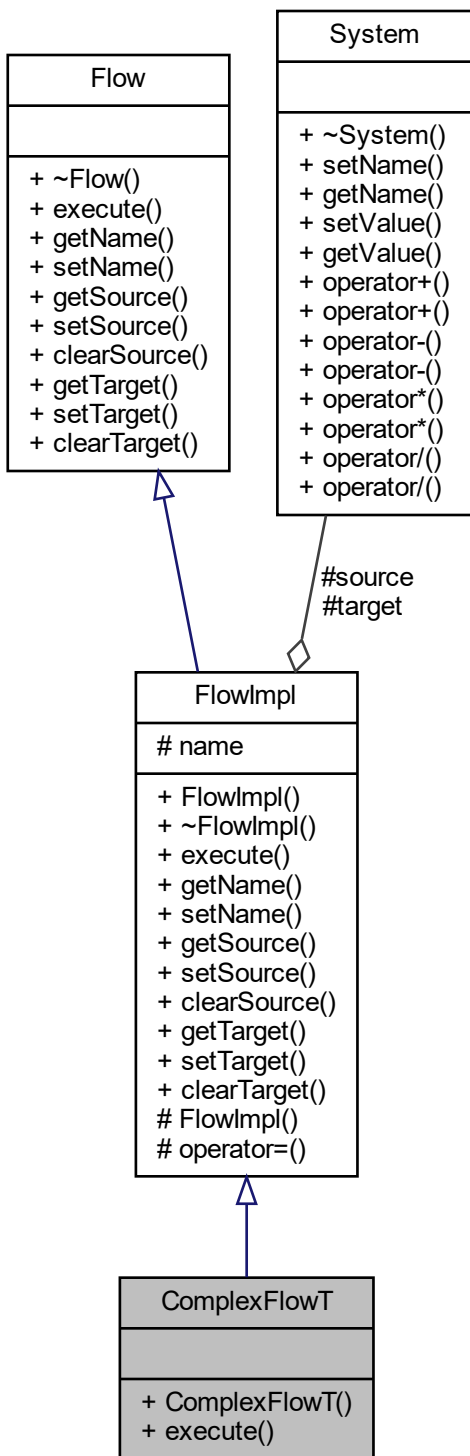 System
+ ~System()
+ setName()
+ getName()
+ setValue()
+ getValue()
+ operator+()
+ operator+()
+ operator-()
+ operator-()
+ operator*()
+ operator*()
+ operator/()
+ operator/()
Flow
+ ~Flow()
+ execute()
+ getName()
+ setName()
+ getSource()
+ setSource()
+ clearSource()
+ getTarget()
+ setTarget()
+ clearTarget()
#source
#target
FlowImpl
# name
+ FlowImpl()
+ ~FlowImpl()
+ execute()
+ getName()
+ setName()
+ getSource()
+ setSource()
+ clearSource()
+ getTarget()
+ setTarget()
+ clearTarget()
# FlowImpl()
# operator=()
ComplexFlowT
+ ComplexFlowT()
+ execute()